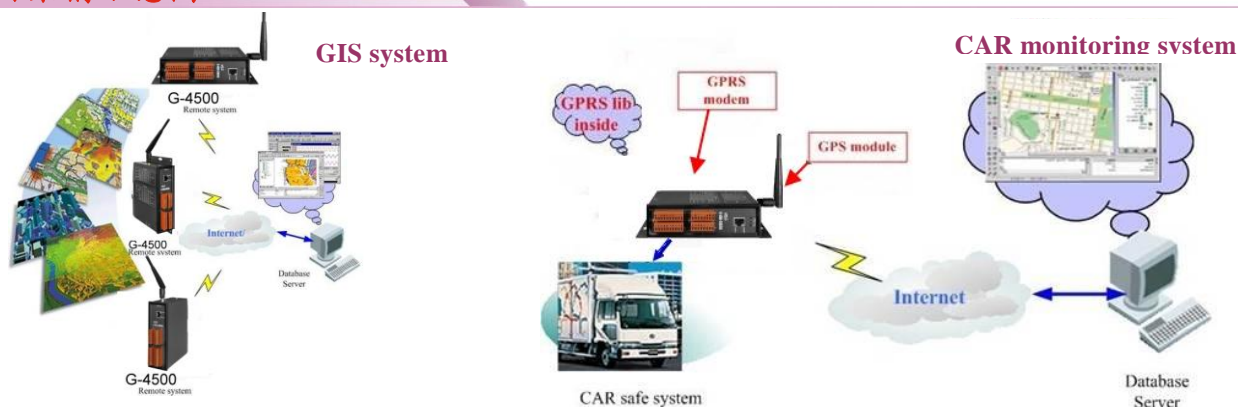 GIS system
G-4500
Remote system
G-4500
Remote system
G-4500
Remote system
Internet/
Database
Server
CAR monitoring system
GPRS lib
inside
GPRS
modem
GPS module
Internet
CAR safe system
Database
Server